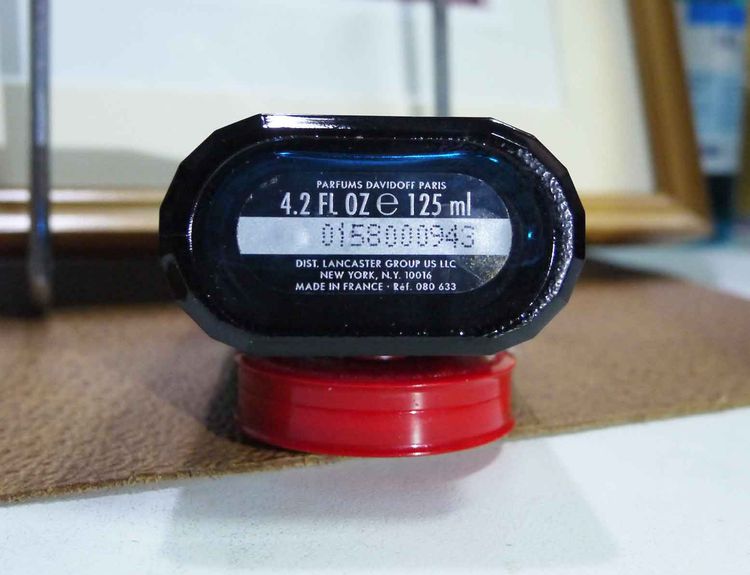 PARFUMS DAVIDOFF PARIS
4.2 FL OZ ℮ 125 ml
0158000943
DIST. LANCASTER GROUP US LLC
NEW YORK, N.Y. 10016
MADE IN FRANCE · Réf. 080 633